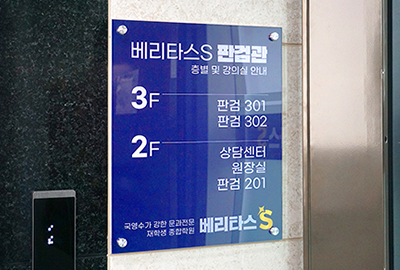 베리타스S 판검관
층별 및 강의실 안내
3F
판검 301
판검 302
2F
상담센터
원장실
판검 201
국영수가 강한 문과전문
재학생 종합학원
베리타스S